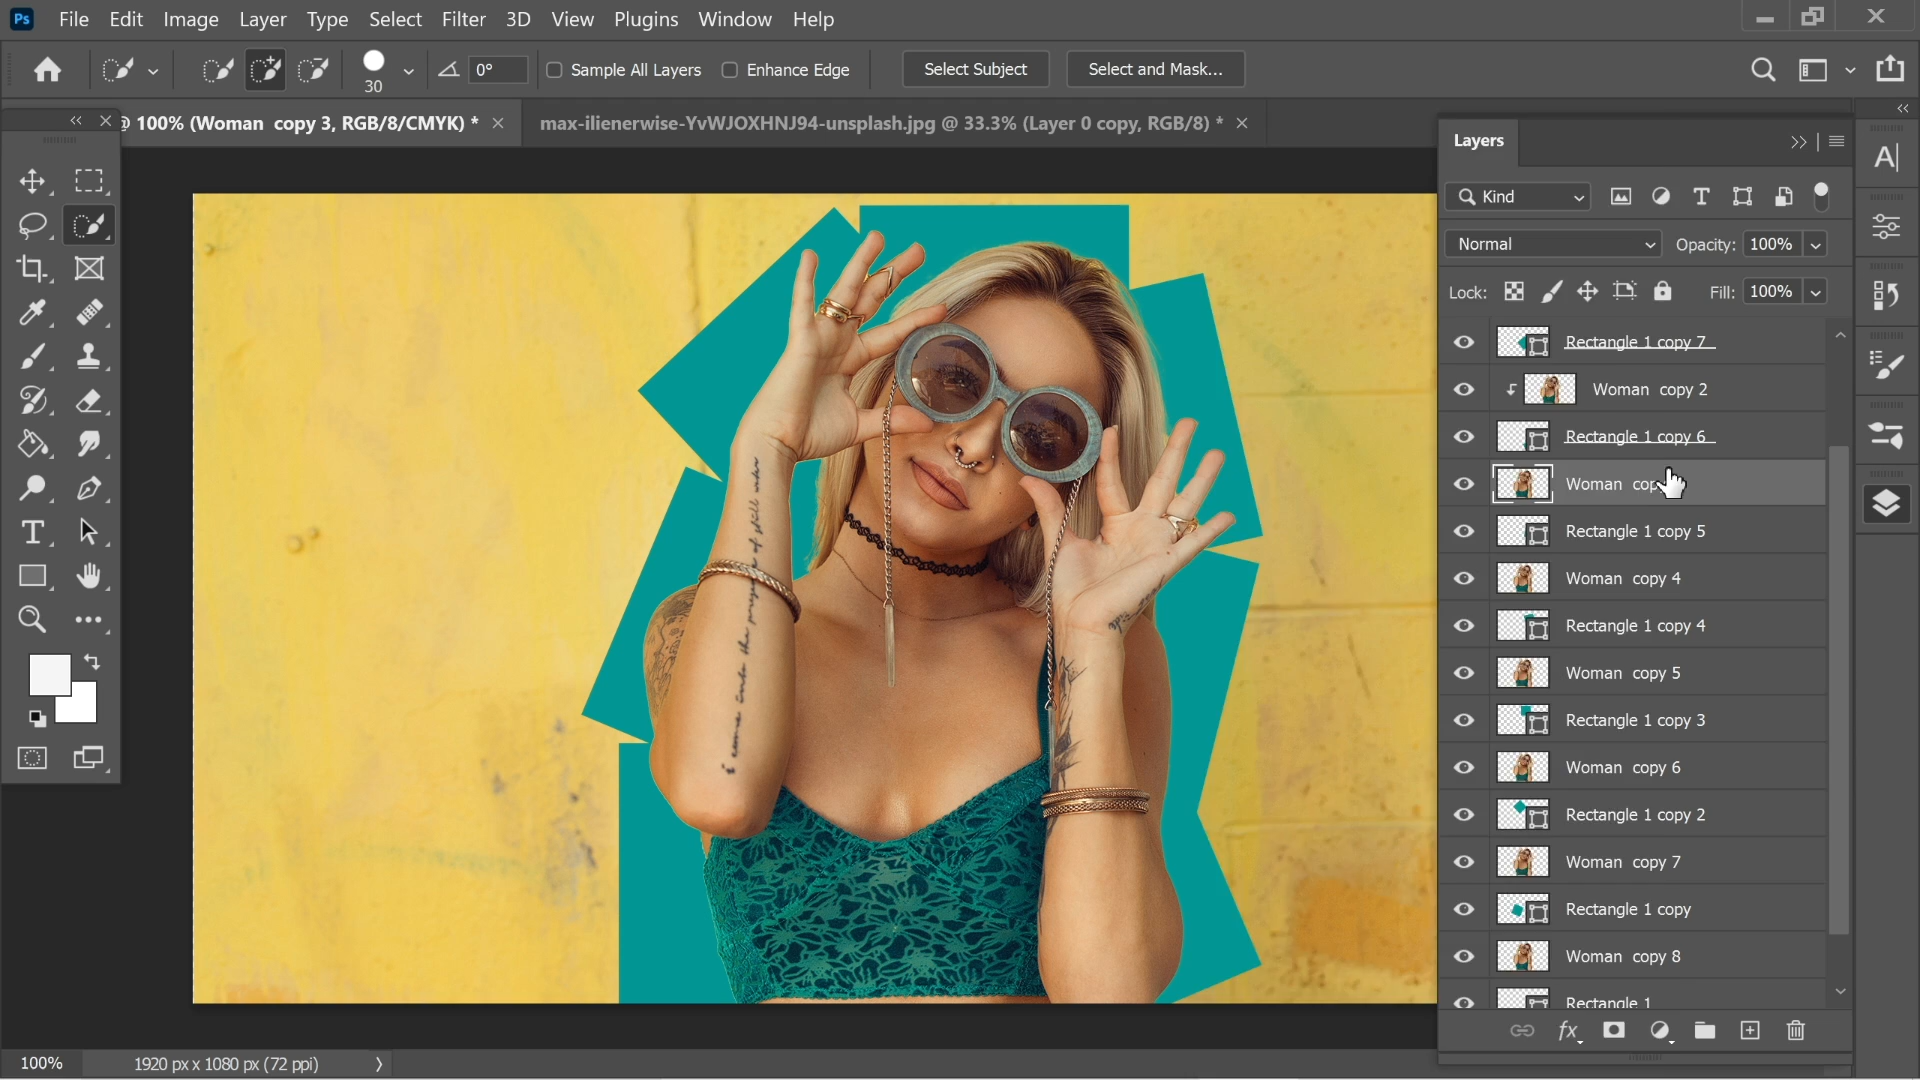 Ps File Edit Image Layer Type Select Filter 3D View Plugins Window Help
30 0° Sample All Layers Enhance Edge Select Subject Select and Mask...
@ 100% (Woman copy 3, RGB/8/CMYK) *
max-ilienerwise-YvWJOXHNJ94-unsplash.jpg @ 33.3% (Layer 0 copy, RGB/8) *
Layers
Kind
Normal Opacity: 100%
Lock: Fill: 100%
Rectangle 1 copy 7
Woman copy 2
Rectangle 1 copy 6
Woman cop
Rectangle 1 copy 5
Woman copy 4
Rectangle 1 copy 4
Woman copy 5
Rectangle 1 copy 3
Woman copy 6
Rectangle 1 copy 2
Woman copy 7
Rectangle 1 copy
Woman copy 8
Rectangle 1
fx
100% 1920 px x 1080 px (72 ppi)